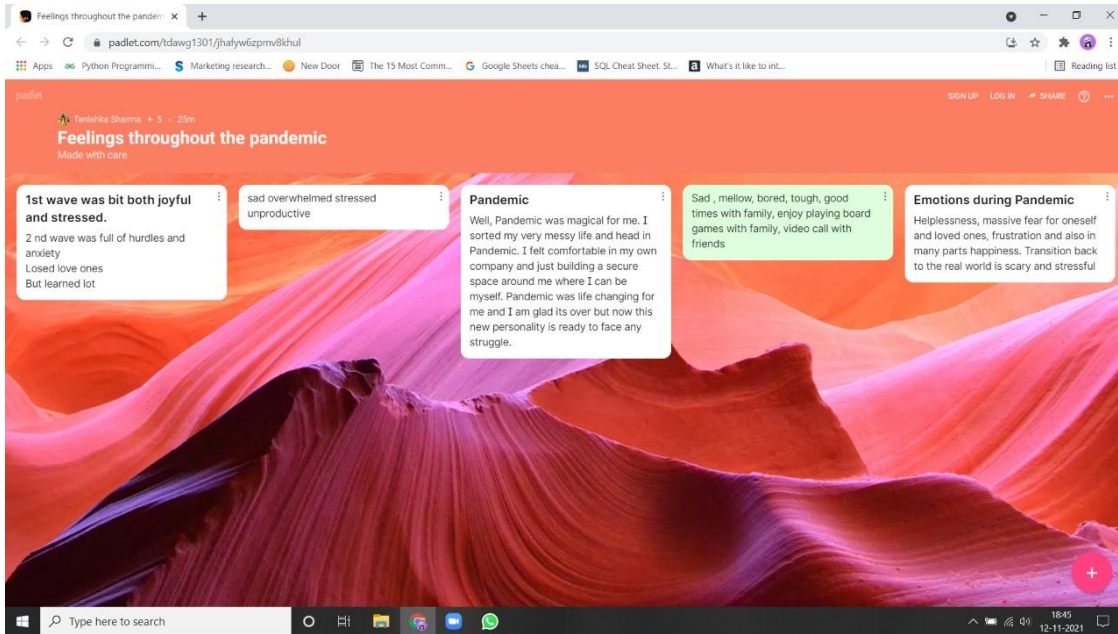 Feelings throughout the pandem
padlet.com/tdawg1301/jhafyw6zpmv8khul
Apps Python Programmi... Marketing research... New Door The 15 Most Comm... Google Sheets chea... SQL Cheat Sheet. St... What's it like to int... Reading list
padlet SIGN UP LOG IN SHARE
Tanishka Sharma + 5 • 25m
Feelings throughout the pandemic
Made with care
1st wave was bit both joyful
and stressed.
2 nd wave was full of hurdles and
anxiety
Losed love ones
But learned lot
sad overwhelmed stressed
unproductive
Pandemic
Well, Pandemic was magical for me. I
sorted my very messy life and head in
Pandemic. I felt comfortable in my own
company and just building a secure
space around me where I can be
myself. Pandemic was life changing for
me and I am glad its over but now this
new personality is ready to face any
struggle.
Sad , mellow, bored, tough, good
times with family, enjoy playing board
games with family, video call with
friends
Emotions during Pandemic
Helplessness, massive fear for oneself
and loved ones, frustration and also in
many parts happiness. Transition back
to the real world is scary and stressful
Type here to search
18:45
12-11-2021